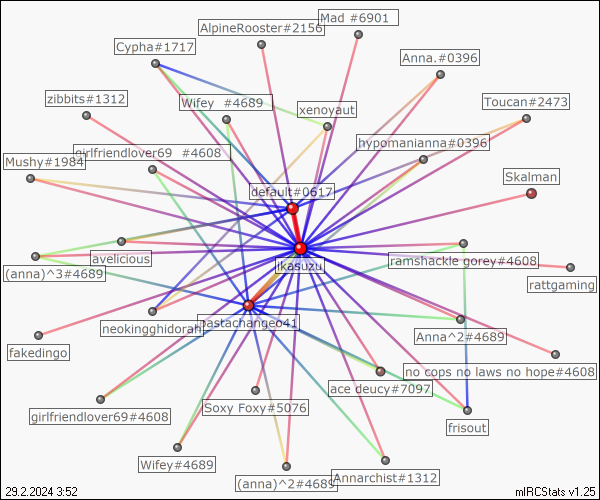 Mad #6901
AlpineRooster#2156
Cypha#1717
Anna.#0396
zibbits#1312
Wifey  #4689
xenoyaut
Toucan#2473
hypomanianna#0396
Mushy#1984
girlfriendlover69  #4608
Skalman
default#0617
avelicious
ramshackle gorey#4608
(anna)^3#4689
jkasuzu
rattgaming
neokingghidorah
pastachangeo41
Anna^2#4689
fakedingo
no cops no laws no hope#4608
ace deucy#7097
girlfriendlover69#4608
Soxy Foxy#5076
frisout
Wifey#4689
(anna)^2#4689
Annarchist#1312
29.2.2024 3:52
mIRCStats v1.25